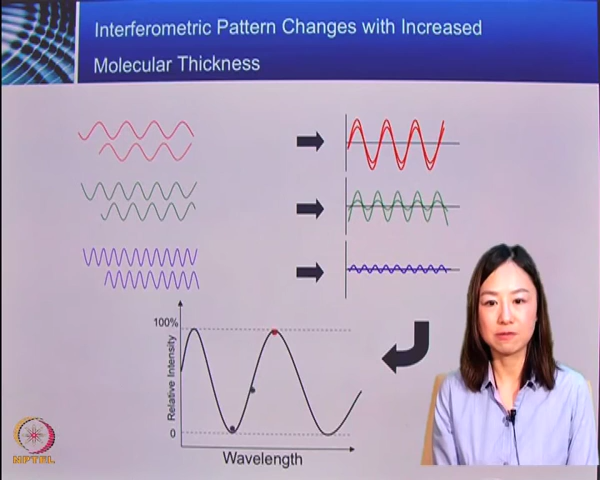 Interferometric Pattern Changes with Increased
Molecular Thickness
100%
Relative Intensity
0
Wavelength
NPTEL